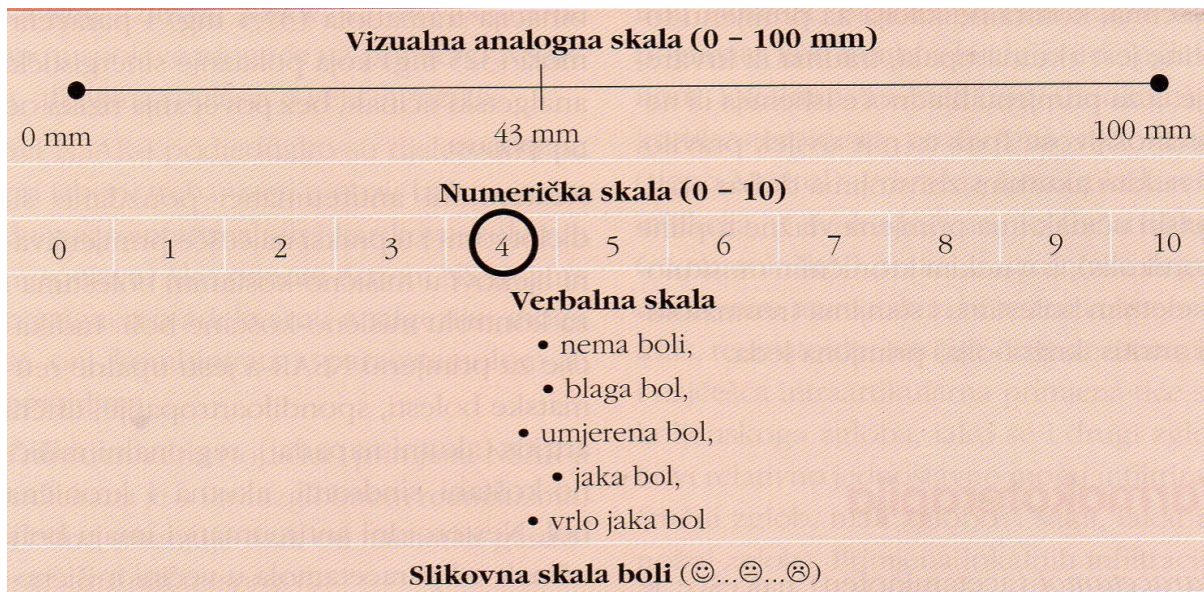 Vizualna analogna skala (0 – 100 mm)
0 mm 43 mm 100 mm
Numerička skala (0 – 10)
0 1 2 3 4 5 6 7 8 9 10
Verbalna skala
• nema boli,
• blaga bol,
• umjerena bol,
• jaka bol,
• vrlo jaka bol
Slikovna skala boli (☺...😐...☹)